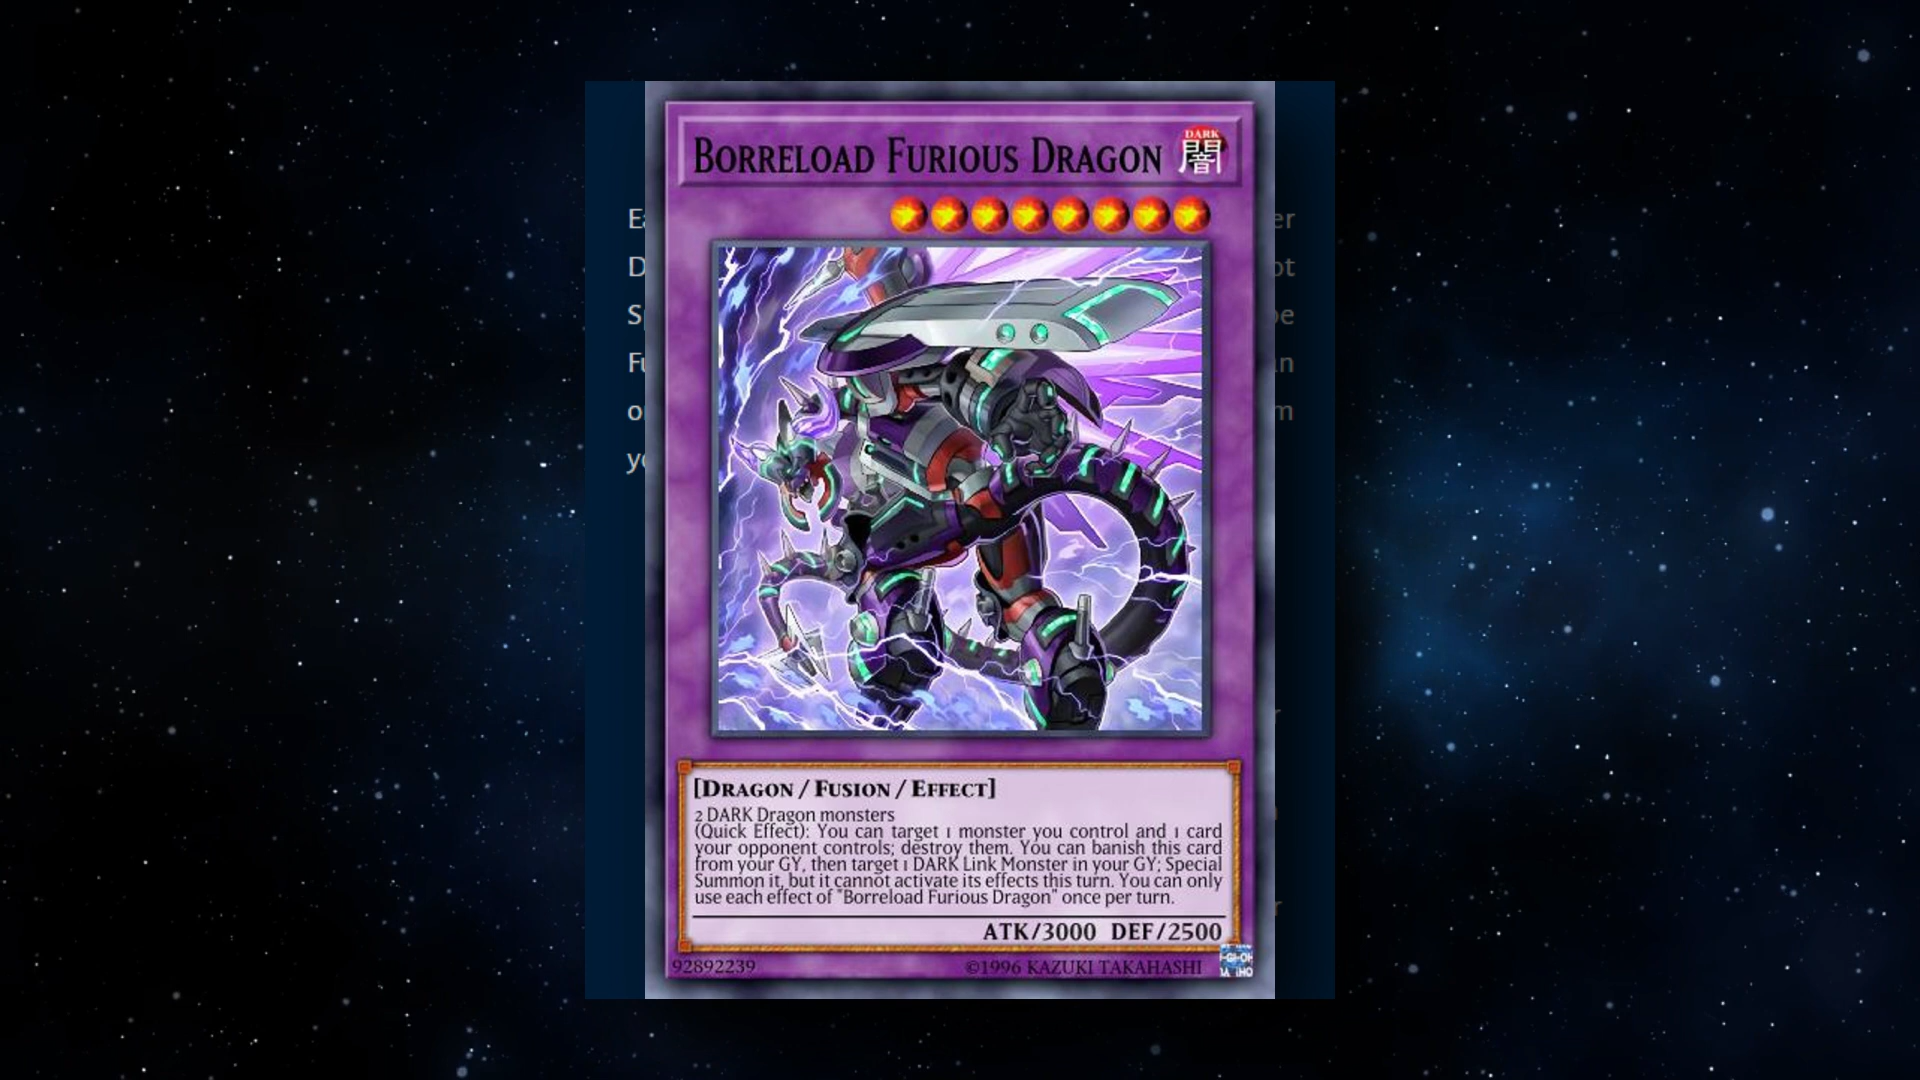 BORRELOAD FURIOUS DRAGON
DARK
闇
[DRAGON / FUSION / EFFECT]
2 DARK Dragon monsters
(Quick Effect): You can target 1 monster you control and 1 card
your opponent controls; destroy them. You can banish this card
from your GY, then target 1 DARK Link Monster in your GY; Special
Summon it, but it cannot activate its effects this turn. You can only
use each effect of "Borreload Furious Dragon" once per turn.
ATK/3000 DEF/2500
92892239
©1996 KAZUKI TAKAHASHI